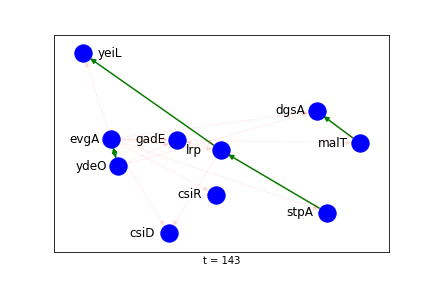 yeiL
dgsA
evgA
gadE
malT
lrp
ydeO
csiR
stpA
csiD
t = 143